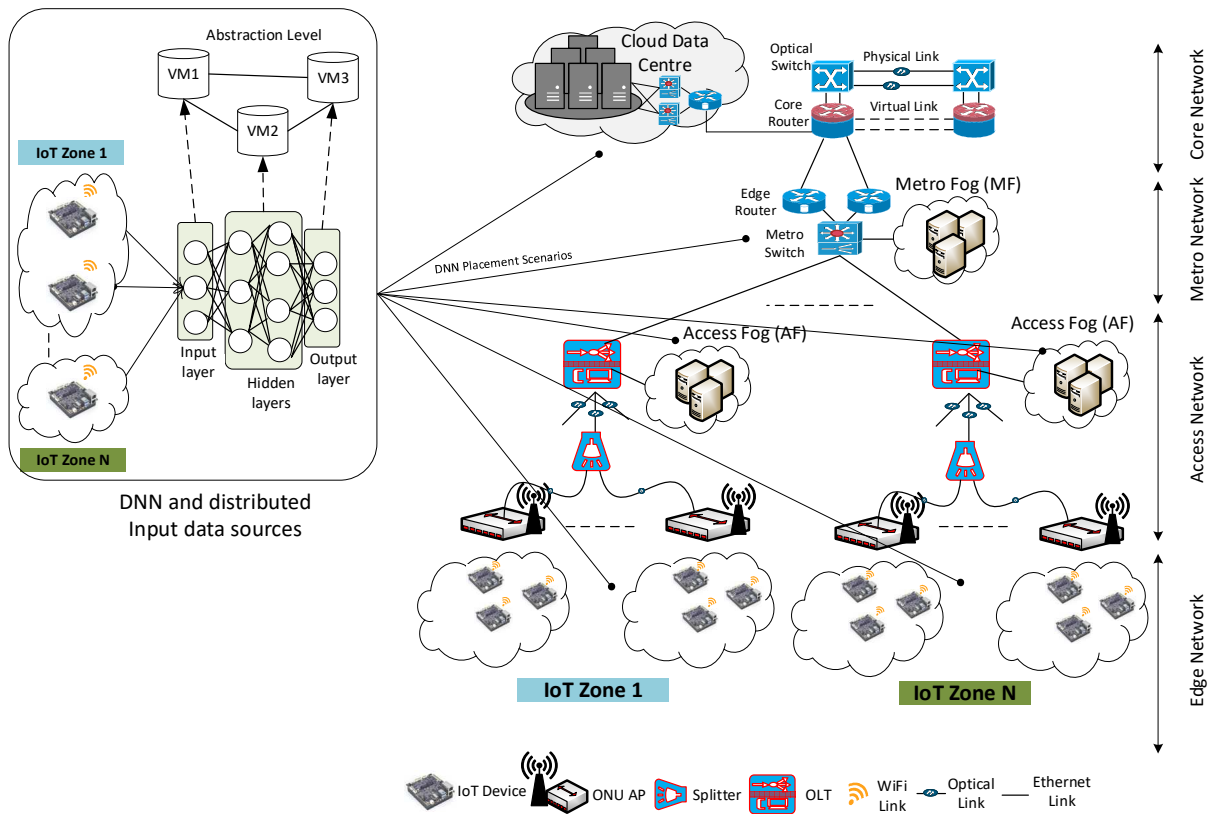 Abstraction Level
VM1
VM3
VM2
IoT Zone 1
Input
layer
Hidden
layers
Output
layer
IoT Zone N
DNN and distributed
Input data sources
DNN Placement Scenarios
Cloud Data
Centre
Optical
Switch
Physical Link
Core
Router
Virtual Link
Edge
Router
Metro Fog (MF)
Metro
Switch
Access Fog (AF)
Access Fog (AF)
IoT Zone 1
IoT Zone N
Core Network
Metro Network
Access Network
Edge Network
IoT Device
ONU AP
Splitter
OLT
WiFi
Link
Optical
Link
Ethernet
Link